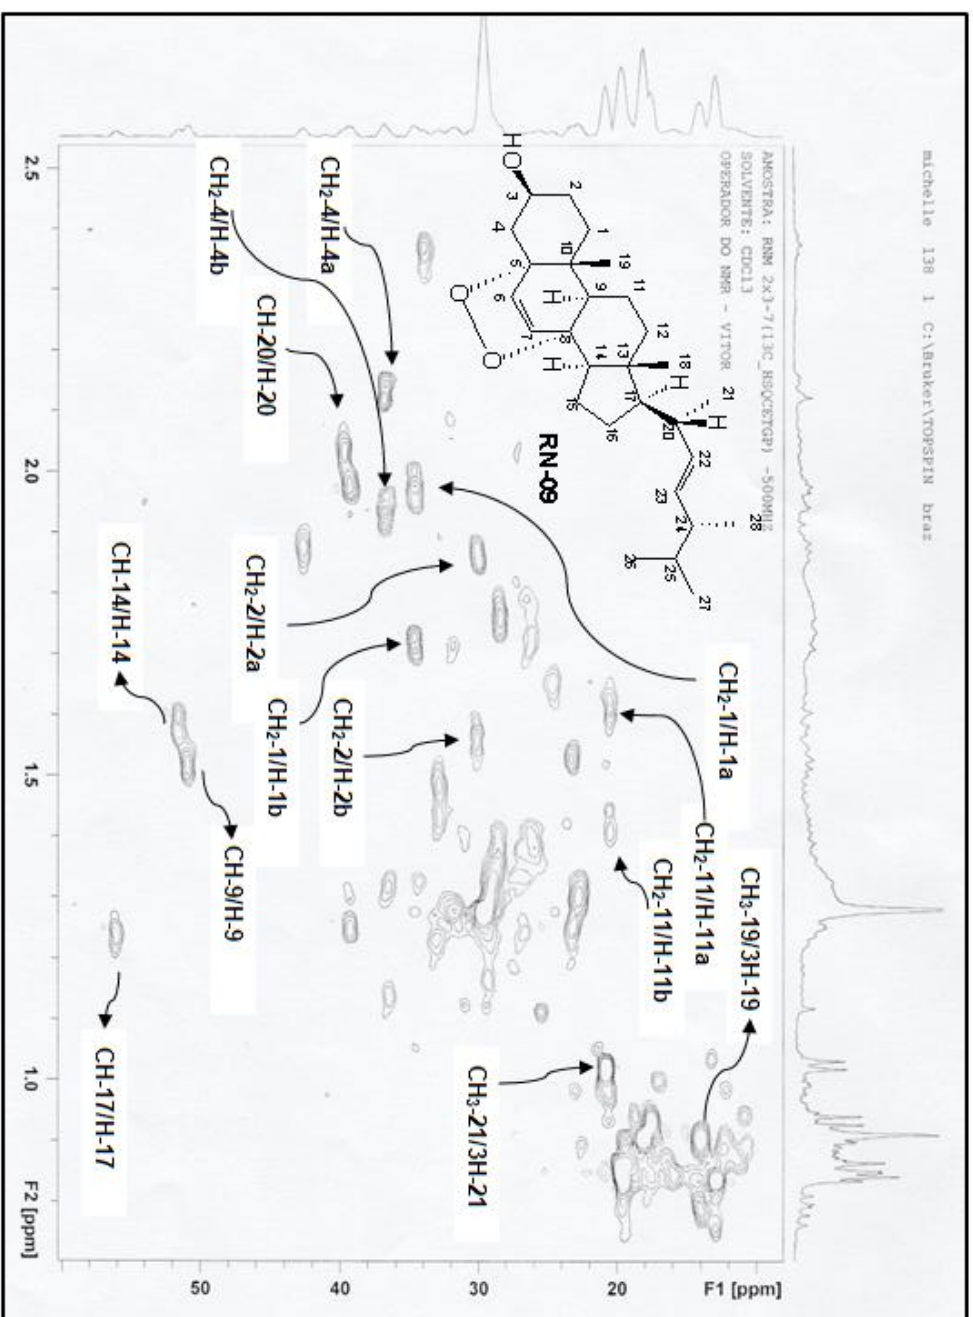 michelle 138 1 C:\Bruker\TOPSPIN braz
AMOSTRA: RNM 2x3-7(13C_HSQCETGP) -500MHZ
SOLVENTE: CDCl3
OPERADOR DO NMR - VITOR
21
28
27
26
25
24
23
22
20
H
18
17
H
12
13
16
11
19
14
15
1
9
H
H
2
10
8
HO
3
5
7
4
6
O
O
RN-09
CH₃-19/3H-19
CH₂-1/H-1a
CH₂-11/H-11a
CH₂-11/H-11b
CH₃-21/3H-21
CH₂-4/H-4a
CH₂-2/H-2b
CH-20/H-20
CH₂-1/H-1b
CH₂-2/H-2a
CH₂-4/H-4b
CH-9/H-9
CH-14/H-14
CH-17/H-17
F1 [ppm]
20
30
40
50
2.5
2.0
1.5
1.0
F2 [ppm]